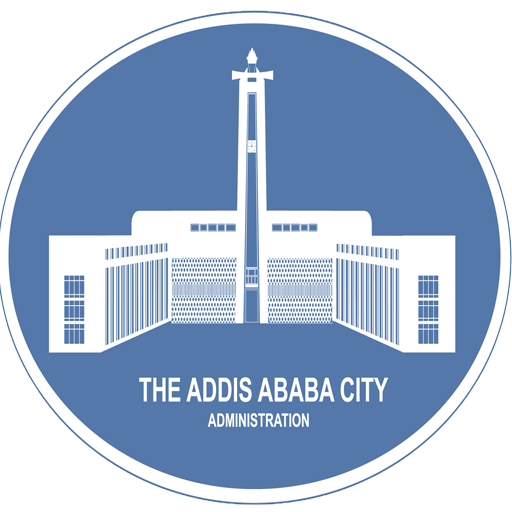 THE ADDIS ABABA CITY
ADMINISTRATION